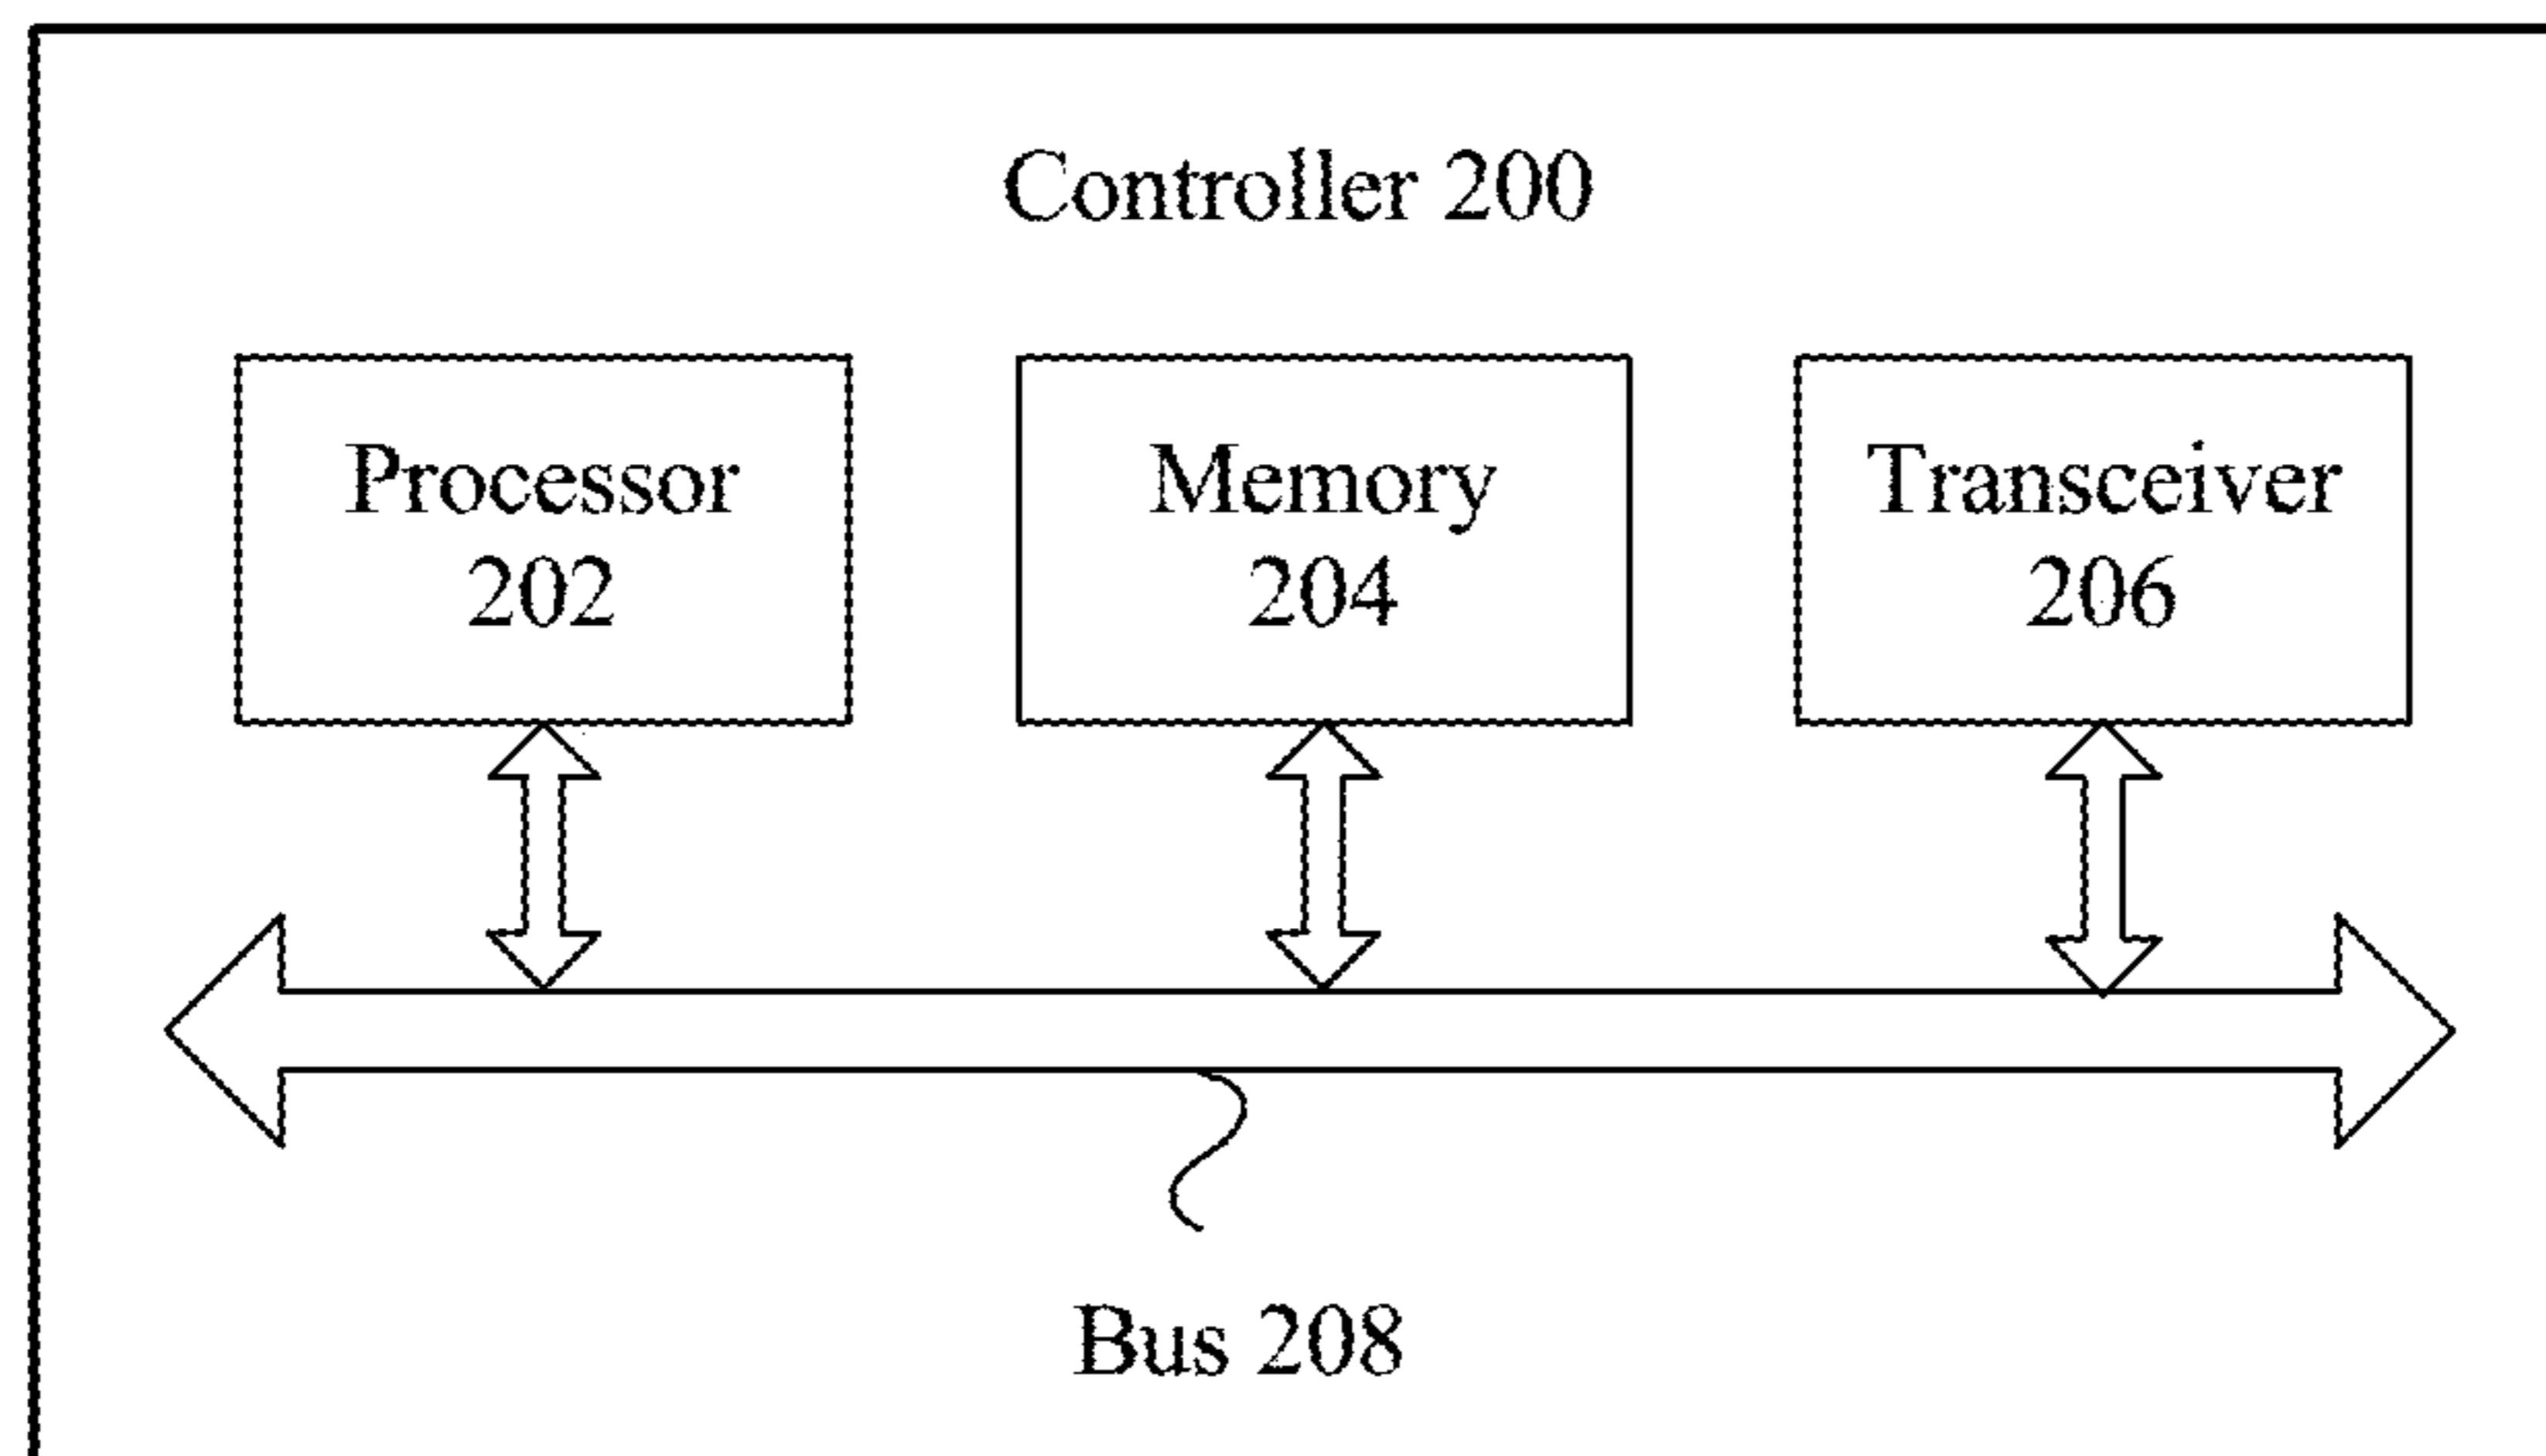 Controller 200
Processor
202
Memory
204
Transceiver
206
Bus 208